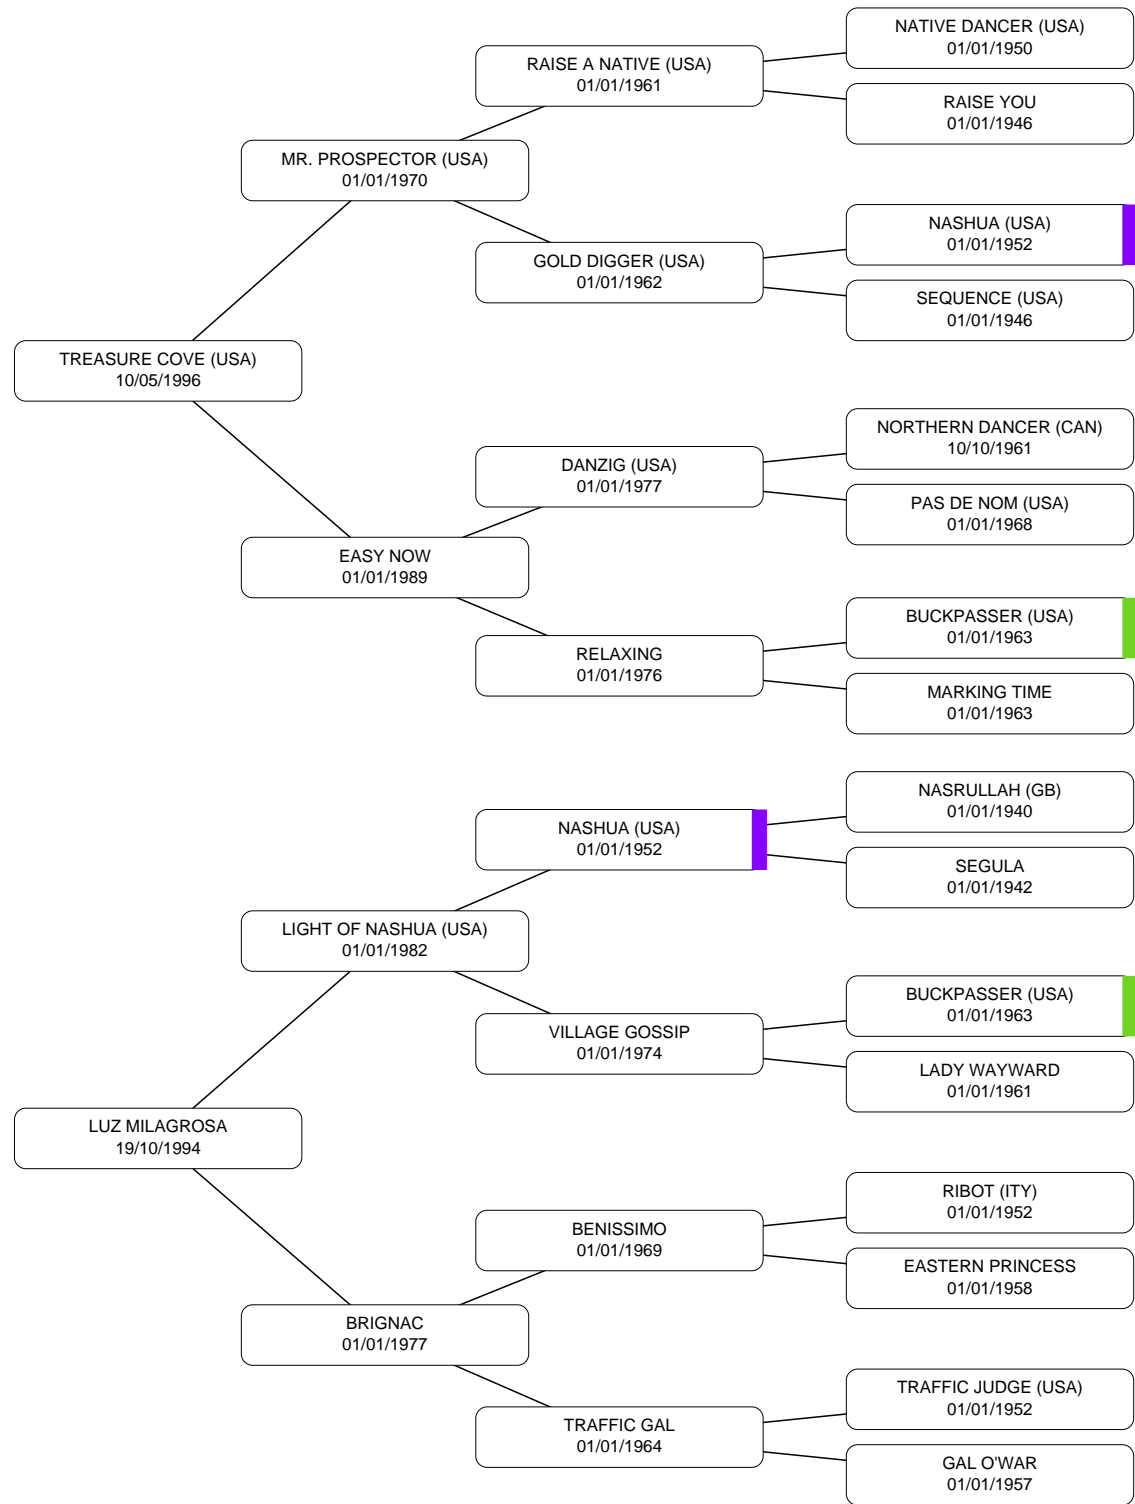 NATIVE DANCER (USA)
01/01/1950
RAISE A NATIVE (USA)
01/01/1961
RAISE YOU
01/01/1946
MR. PROSPECTOR (USA)
01/01/1970
NASHUA (USA)
01/01/1952
GOLD DIGGER (USA)
01/01/1962
SEQUENCE (USA)
01/01/1946
TREASURE COVE (USA)
10/05/1996
NORTHERN DANCER (CAN)
10/10/1961
DANZIG (USA)
01/01/1977
PAS DE NOM (USA)
01/01/1968
EASY NOW
01/01/1989
BUCKPASSER (USA)
01/01/1963
RELAXING
01/01/1976
MARKING TIME
01/01/1963
NASRULLAH (GB)
01/01/1940
NASHUA (USA)
01/01/1952
SEGULA
01/01/1942
LIGHT OF NASHUA (USA)
01/01/1982
BUCKPASSER (USA)
01/01/1963
VILLAGE GOSSIP
01/01/1974
LADY WAYWARD
01/01/1961
LUZ MILAGROSA
19/10/1994
RIBOT (ITY)
01/01/1952
BENISSIMO
01/01/1969
EASTERN PRINCESS
01/01/1958
BRIGNAC
01/01/1977
TRAFFIC JUDGE (USA)
01/01/1952
TRAFFIC GAL
01/01/1964
GAL O'WAR
01/01/1957